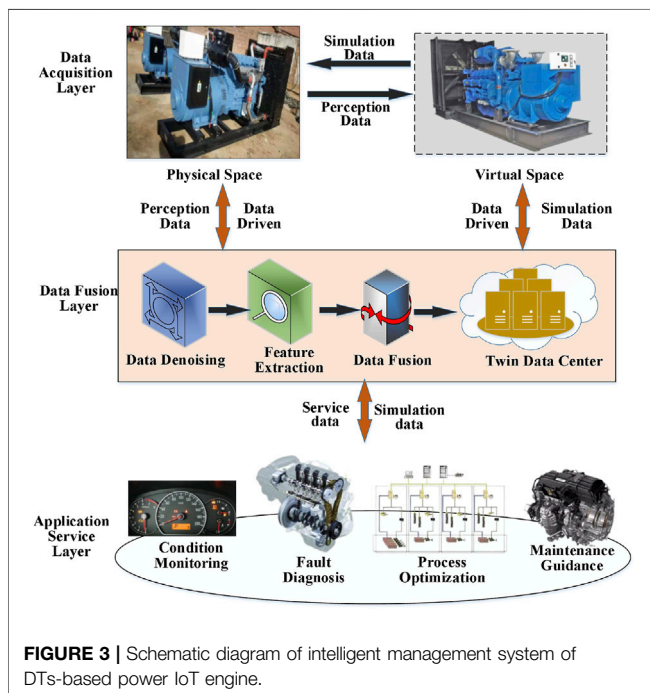 Data
Acquisition
Layer
Simulation
Data
Perception
Data
Physical Space
Virtual Space
Perception
Data
Data
Driven
Data
Driven
Simulation
Data
Data Fusion
Layer
Data Denoising
Feature
Extraction
Data Fusion
Twin Data Center
Service
data
Simulation
data
Application
Service
Layer
Condition
Monitoring
Fault
Diagnosis
Process
Optimization
Maintenance
Guidance
FIGURE 3 | Schematic diagram of intelligent management system of
DTs-based power IoT engine.